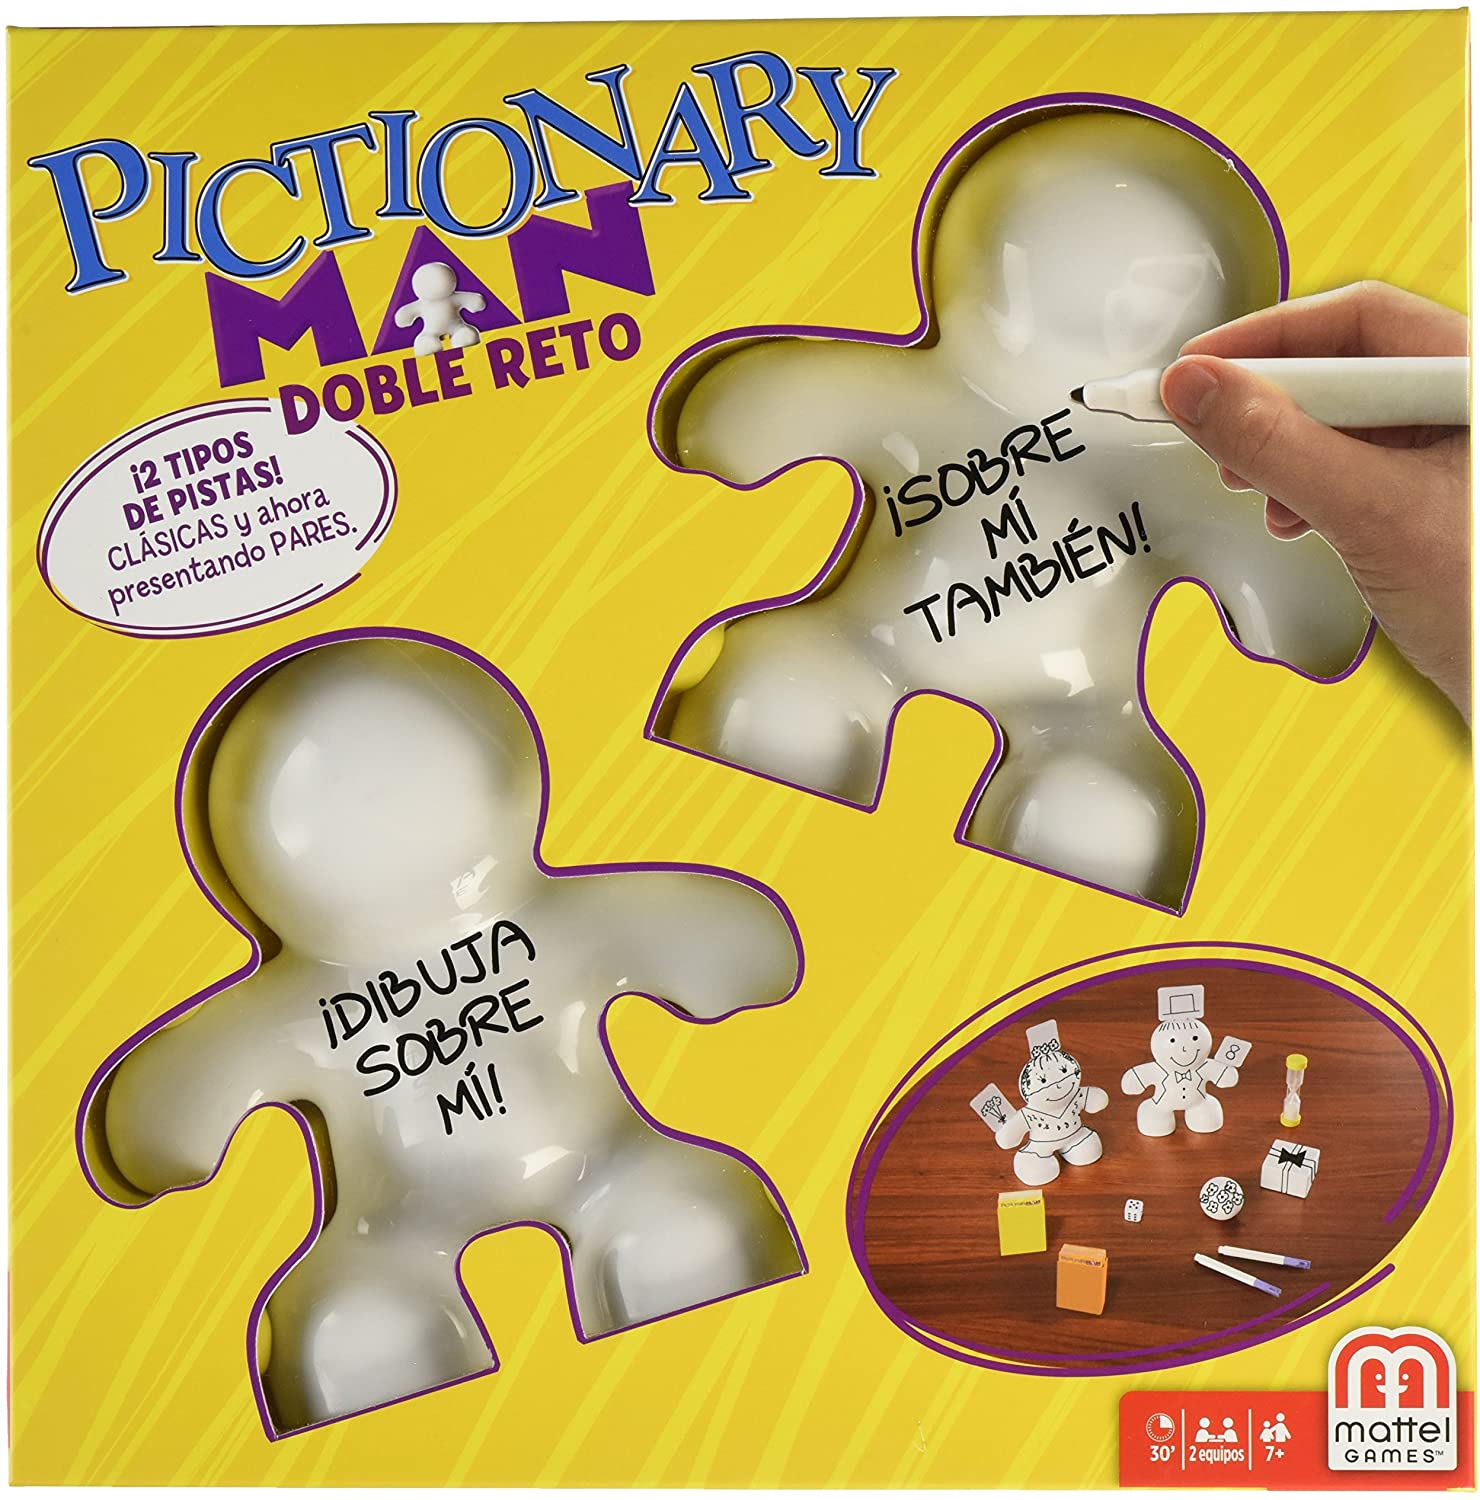 PICTIONARY
MAN
DOBLE RETO
¡2 TIPOS
DE PISTAS!
CLÁSICAS y ahora
presentando PARES.
¡SOBRE
MÍ
TAMBIÉN!
¡DIBUJA
SOBRE
MÍ!
30'
2 equipos
7+
mattel
GAMES™